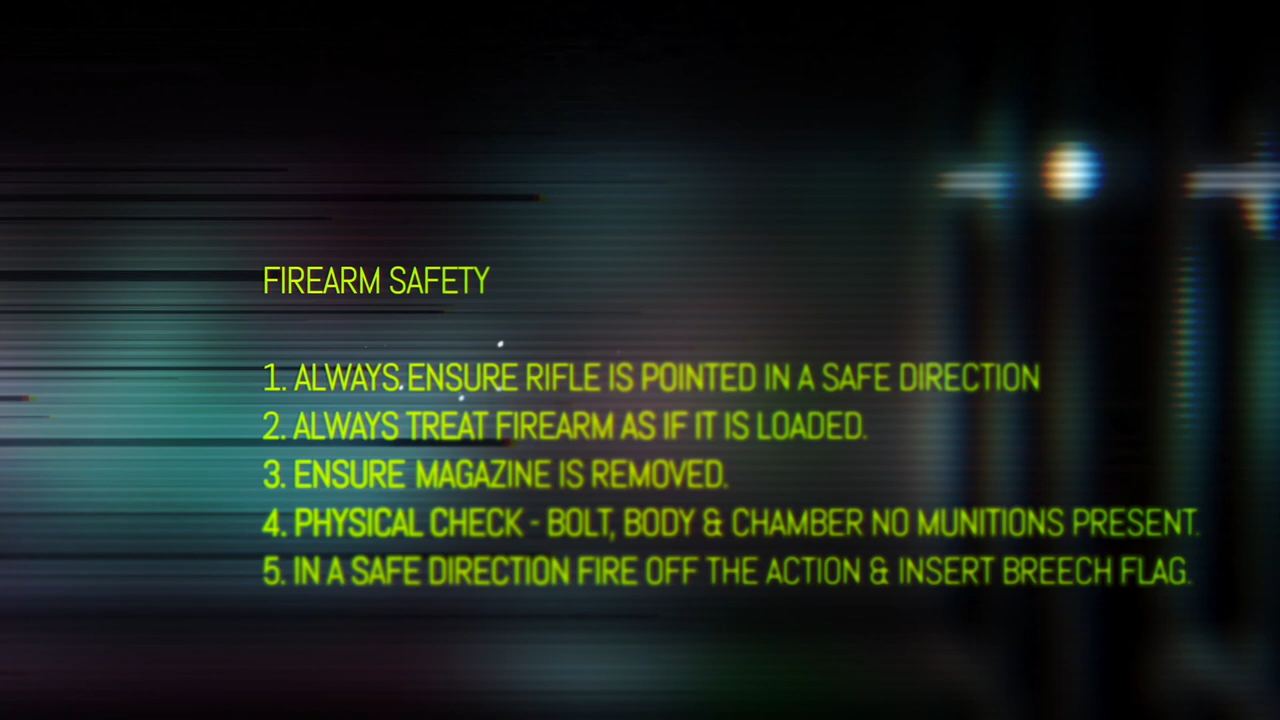 FIREARM SAFETY
1. ALWAYS ENSURE RIFLE IS POINTED IN A SAFE DIRECTION
2. ALWAYS TREAT FIREARM AS IF IT IS LOADED.
3. ENSURE MAGAZINE IS REMOVED.
4. PHYSICAL CHECK - BOLT, BODY & CHAMBER NO MUNITIONS PRESENT.
5. IN A SAFE DIRECTION FIRE OFF THE ACTION & INSERT BREECH FLAG.